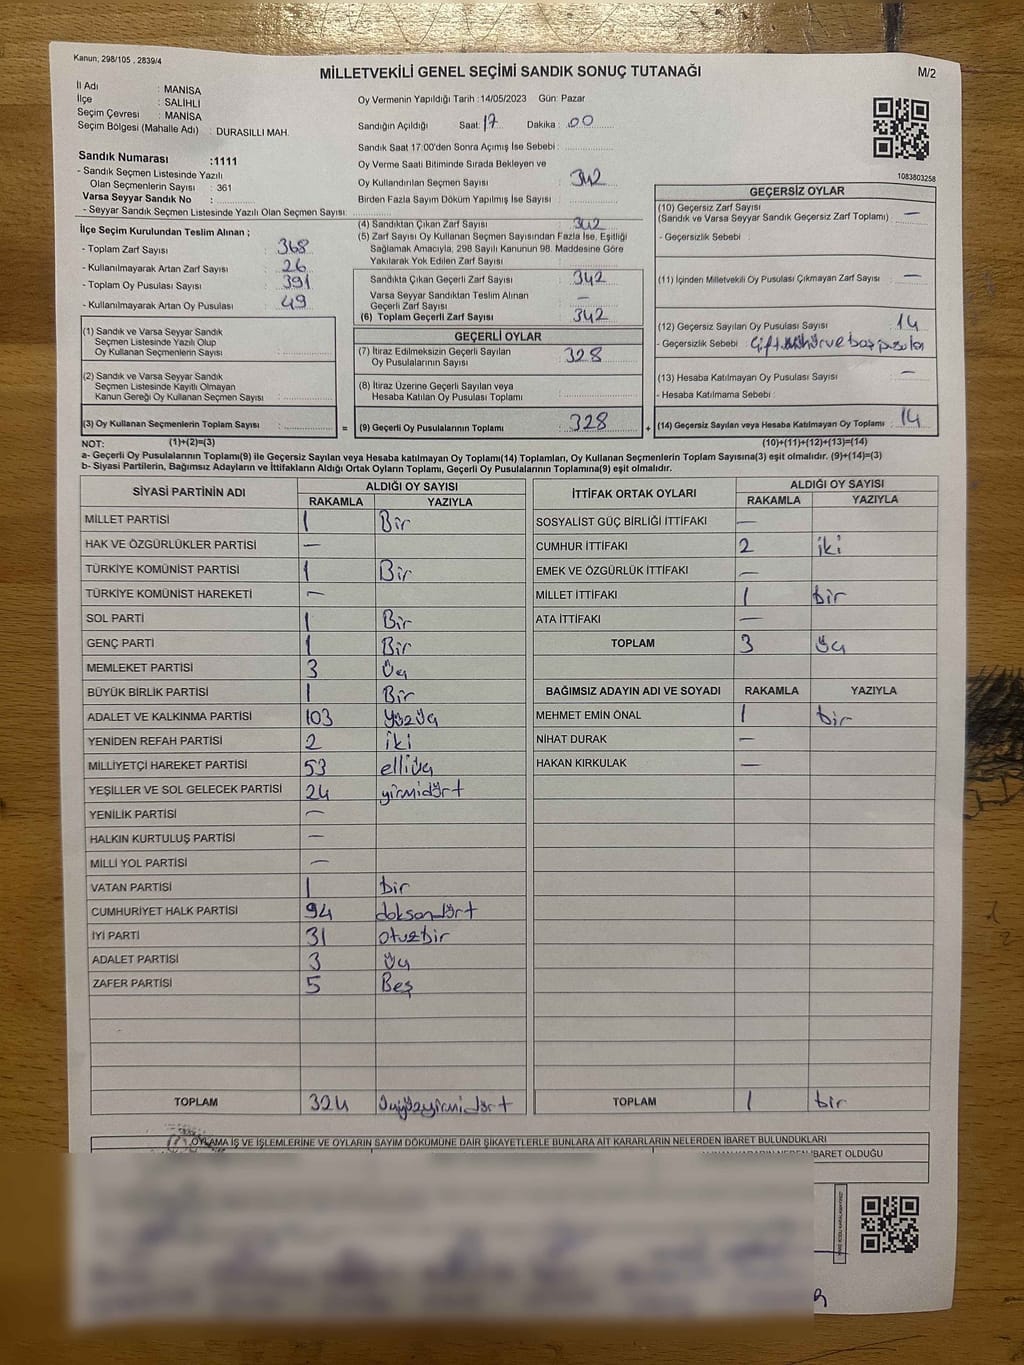 Kanun, 298/105 , 2839/4
MİLLETVEKİLİ GENEL SEÇİMİ SANDIK SONUÇ TUTANAĞI
M/2
İl Adı : MANİSA
İlçe : SALİHLİ
Seçim Çevresi : MANİSA
Seçim Bölgesi (Mahalle Adı) : DURASILLI MAH.
Sandık Numarası :1111
- Sandık Seçmen Listesinde Yazılı
Olan Seçmenlerin Sayısı : 361
Varsa Seyyar Sandık No :
- Seyyar Sandık Seçmen Listesinde Yazılı Olan Seçmen Sayısı:
İlçe Seçim Kurulundan Teslim Alınan ;
- Toplam Zarf Sayısı : 368
- Kullanılmayarak Artan Zarf Sayısı : 26
- Toplam Oy Pusulası Sayısı : 391
- Kullanılmayarak Artan Oy Pusulası : 49
(1) Sandık ve Varsa Seyyar Sandık
Seçmen Listesinde Yazılı Olup
Oy Kullanan Seçmenlerin Sayısı :
(2) Sandık ve Varsa Seyyar Sandık
Seçmen Listesinde Kayıtlı Olmayan
Kanun Gereği Oy Kullanan Seçmen Sayısı :
(3) Oy Kullanan Seçmenlerin Toplam Sayısı :
Oy Vermenin Yapıldığı Tarih :14/05/2023 Gün: Pazar
Sandığın Açıldığı Saat: 17 Dakika : 00
Sandık Saat 17:00'den Sonra Açımış İse Sebebi :
Oy Verme Saati Bitiminde Sırada Bekleyen ve
Oy Kullandırılan Seçmen Sayısı : 342
Birden Fazla Sayım Döküm Yapılmış İse Sayısı :
(4) Sandıktan Çıkan Zarf Sayısı : 342
(5) Zarf Sayısı Oy Kullanan Seçmen Sayısından Fazla İse, Eşitliği
Sağlamak Amacıyla, 298 Sayılı Kanunun 98. Maddesine Göre
Yakılarak Yok Edilen Zarf Sayısı :
Sandıkta Çıkan Geçerli Zarf Sayısı : 342
Varsa Seyyar Sandıktan Teslim Alınan
Geçerli Zarf Sayısı : —
(6) Toplam Geçerli Zarf Sayısı : 342
GEÇERLİ OYLAR
(7) İtiraz Edilmeksizin Geçerli Sayılan
Oy Pusulalarının Sayısı : 328
(8) İtiraz Üzerine Geçerli Sayılan veya
Hesaba Katılan Oy Pusulaları Toplamı :
= (9) Geçerli Oy Pusulalarının Toplamı : 328
1083803258
GEÇERSİZ OYLAR
(10) Geçersiz Zarf Sayısı
(Sandık ve Varsa Seyyar Sandık Geçersiz Zarf Toplamı) : —
- Geçersizlik Sebebi :
(11) İçinden Milletvekili Oy Pusulası Çıkmayan Zarf Sayısı : —
(12) Geçersiz Sayılan Oy Pusulası Sayısı : 14
- Geçersizlik Sebebi : Çift mühür ve boş pusula
(13) Hesaba Katılmayan Oy Pusulası Sayısı : —
- Hesaba Katılmama Sebebi :
+ (14) Geçersiz Sayılan veya Hesaba Katılmayan Oy Toplamı : 14
NOT: (1)+(2)=(3) (10)+(11)+(12)+(13)=(14)
a- Geçerli Oy Pusulalarının Toplamı(9) ile Geçersiz Sayılan veya Hesaba katılmayan Oy Toplamı(14) Toplamları, Oy Kullanan Seçmenlerin Toplam Sayısına(3) eşit olmalıdır. (9)+(14)=(3)
b- Siyasi Partilerin, Bağımsız Adayların ve İttifakların Aldığı Ortak Oyların Toplamı, Geçerli Oy Pusulalarının Toplamına(9) eşit olmalıdır.
SİYASİ PARTİNİN ADI ALDIĞI OY SAYISI
RAKAMLA YAZIYLA
MİLLET PARTİSİ 1 Bir
HAK VE ÖZGÜRLÜKLER PARTİSİ —
TÜRKİYE KOMÜNİST PARTİSİ 1 Bir
TÜRKİYE KOMÜNİST HAREKETİ —
SOL PARTİ 1 Bir
GENÇ PARTİ 1 Bir
MEMLEKET PARTİSİ 3 Üç
BÜYÜK BİRLİK PARTİSİ 1 Bir
ADALET VE KALKINMA PARTİSİ 103 Yüzüç
YENİDEN REFAH PARTİSİ 2 iki
MİLLİYETÇİ HAREKET PARTİSİ 53 elliüç
YEŞİLLER VE SOL GELECEK PARTİSİ 24 yirmidört
YENİLİK PARTİSİ —
HALKIN KURTULUŞ PARTİSİ —
MİLLİ YOL PARTİSİ —
VATAN PARTİSİ 1 bir
CUMHURİYET HALK PARTİSİ 94 doksandört
İYİ PARTİ 31 otuzbir
ADALET PARTİSİ 3 Üç
ZAFER PARTİSİ 5 Beş
TOPLAM 324 üçyüzyirmidört
İTTİFAK ORTAK OYLARI ALDIĞI OY SAYISI
RAKAMLA YAZIYLA
SOSYALİST GÜÇ BİRLİĞİ İTTİFAKI —
CUMHUR İTTİFAKI 2 iki
EMEK VE ÖZGÜRLÜK İTTİFAKI —
MİLLET İTTİFAKI 1 bir
ATA İTTİFAKI —
TOPLAM 3 üç
BAĞIMSIZ ADAYIN ADI VE SOYADI RAKAMLA YAZIYLA
MEHMET EMİN ÖNAL 1 bir
NİHAT DURAK —
HAKAN KIRKULAK —
TOPLAM 1 bir
OYLAMA İŞ VE İŞLEMLERİNE VE OYLARIN SAYIM DÖKÜMÜNE DAİR ŞİKAYETLERLE BUNLARA AİT KARARLARIN NELERDEN İBARET BULUNDUKLARI
İBARET OLDUĞU